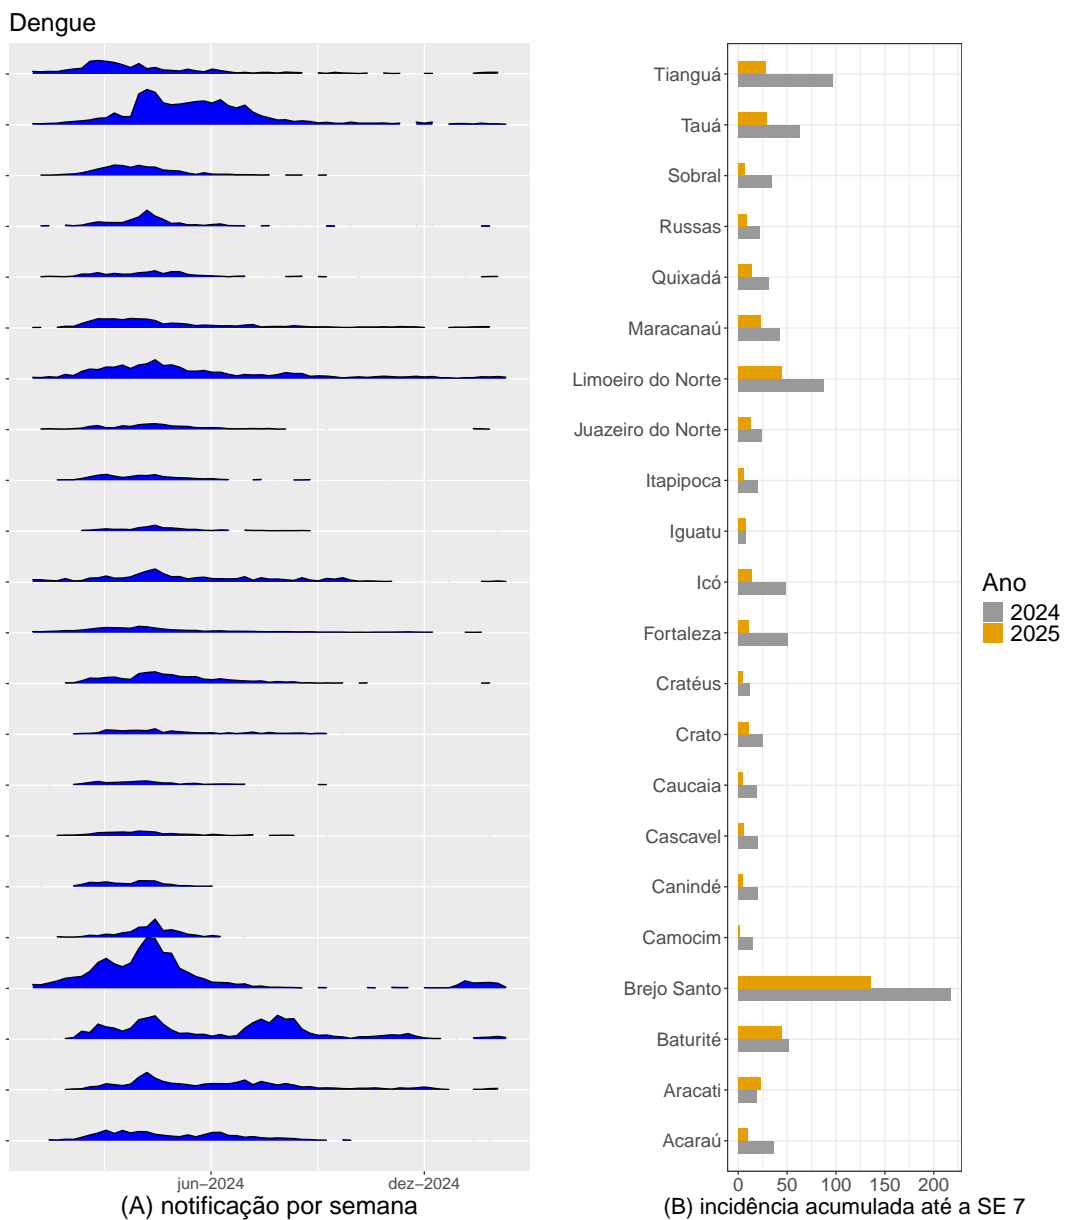 Dengue
Tianguá
Tauá
Sobral
Russas
Quixadá
Maracanaú
Limoeiro do Norte
Juazeiro do Norte
Itapipoca
Iguatu
Icó
Fortaleza
Cratéus
Crato
Caucaia
Cascavel
Canindé
Camocim
Brejo Santo
Baturité
Aracati
Acaraú
Ano
2024
2025
jun–2024 dez–2024
(A) notificação por semana
0 50 100 150 200
(B) incidência acumulada até a SE 7